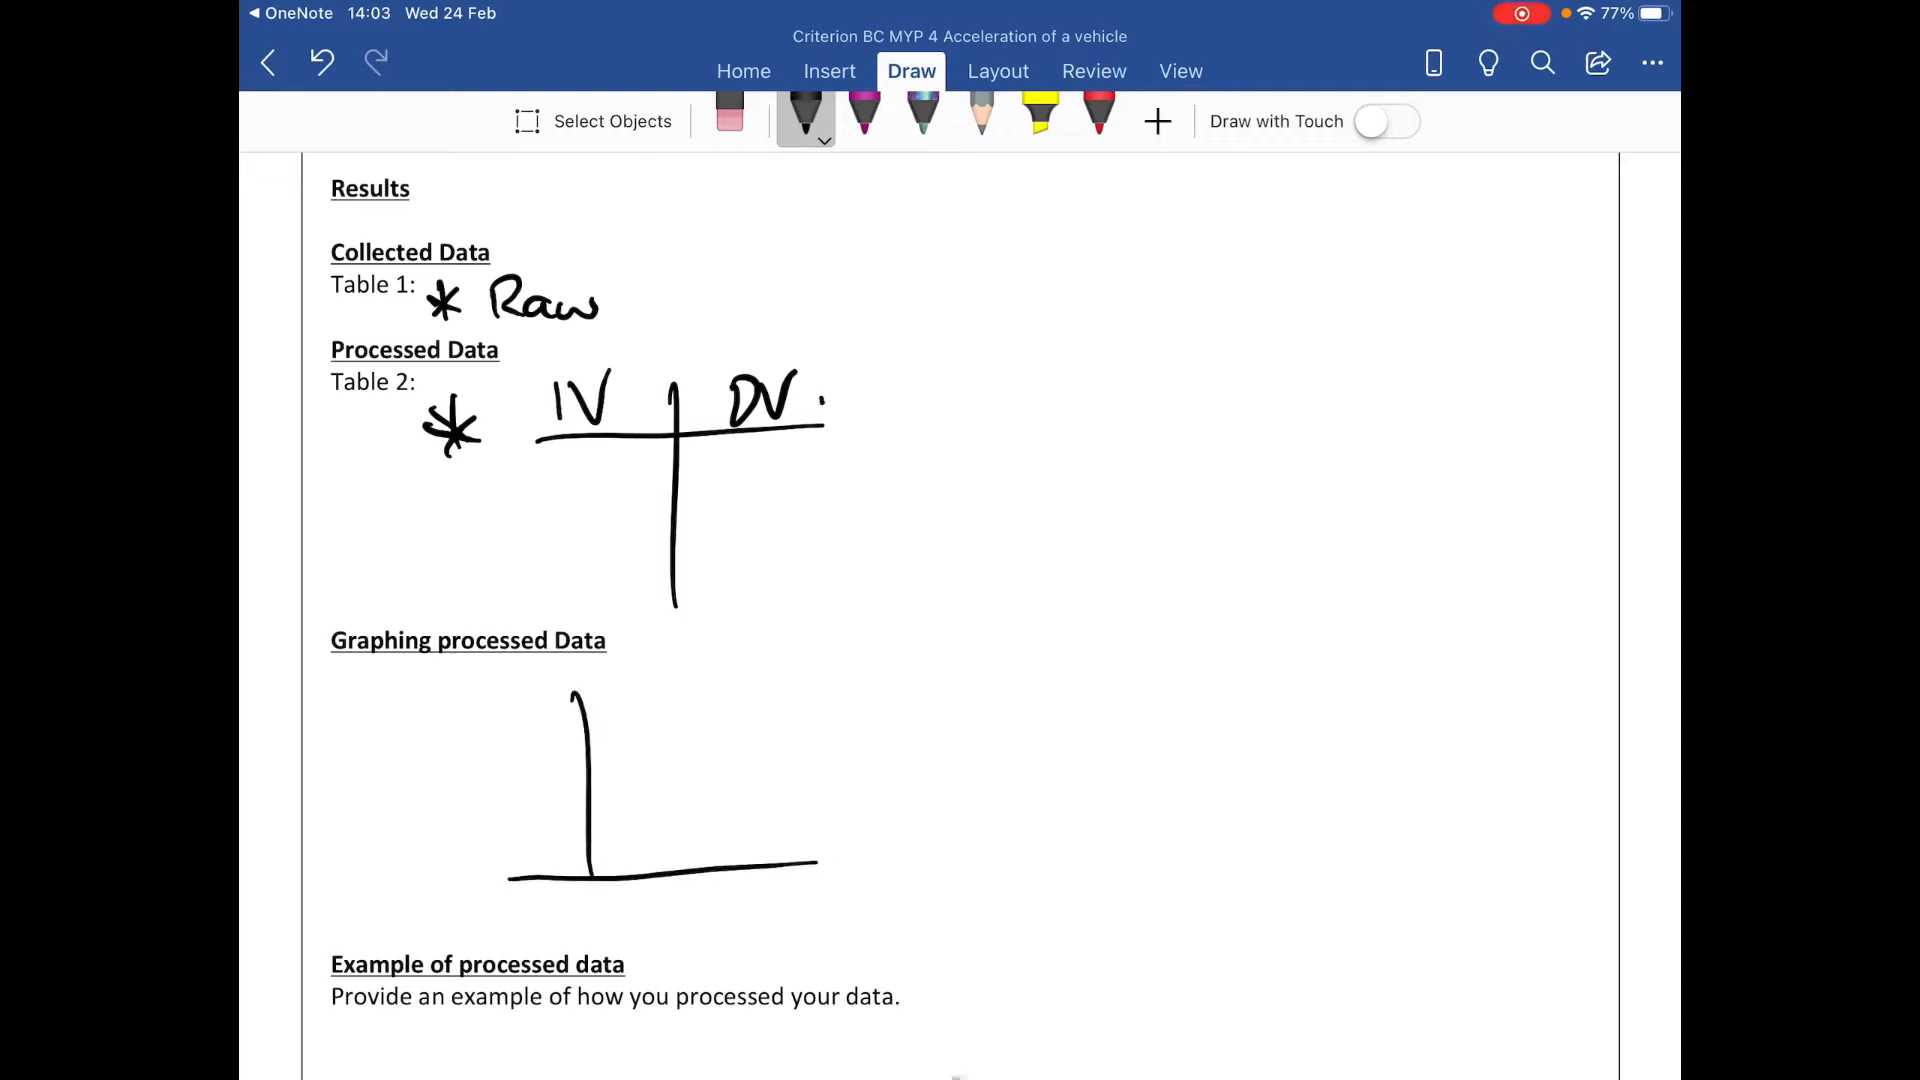 OneNote 14:03 Wed 24 Feb 77%
Criterion BC MYP 4 Acceleration of a vehicle
Home Insert Draw Layout Review View
Select Objects Draw with Touch
Results
Collected Data
Table 1: * Raw
Processed Data
Table 2:
* IV DV.
Graphing processed Data
Example of processed data
Provide an example of how you processed your data.